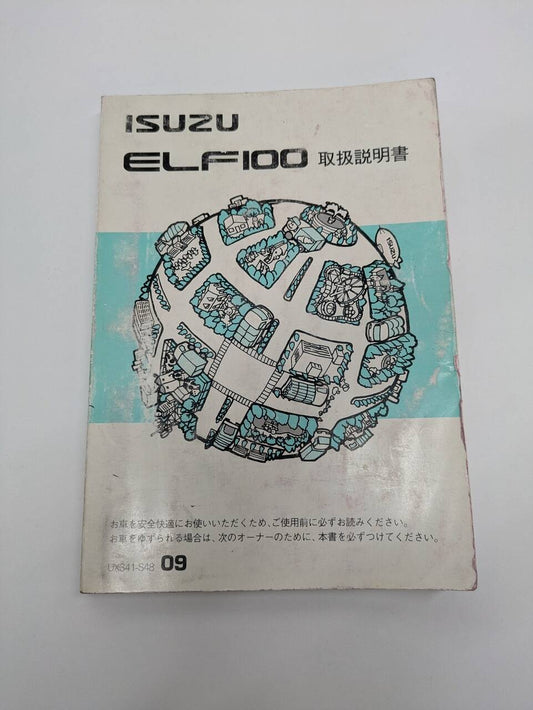 ISUZU
ELF100 取扱説明書
ISUZU
お車を安全快適にお使いいただくため、ご使用前に必ずお読みください。
お車をゆずられる場合は、次のオーナーのために、本書を必ずつけてください。
UX341-S48 09